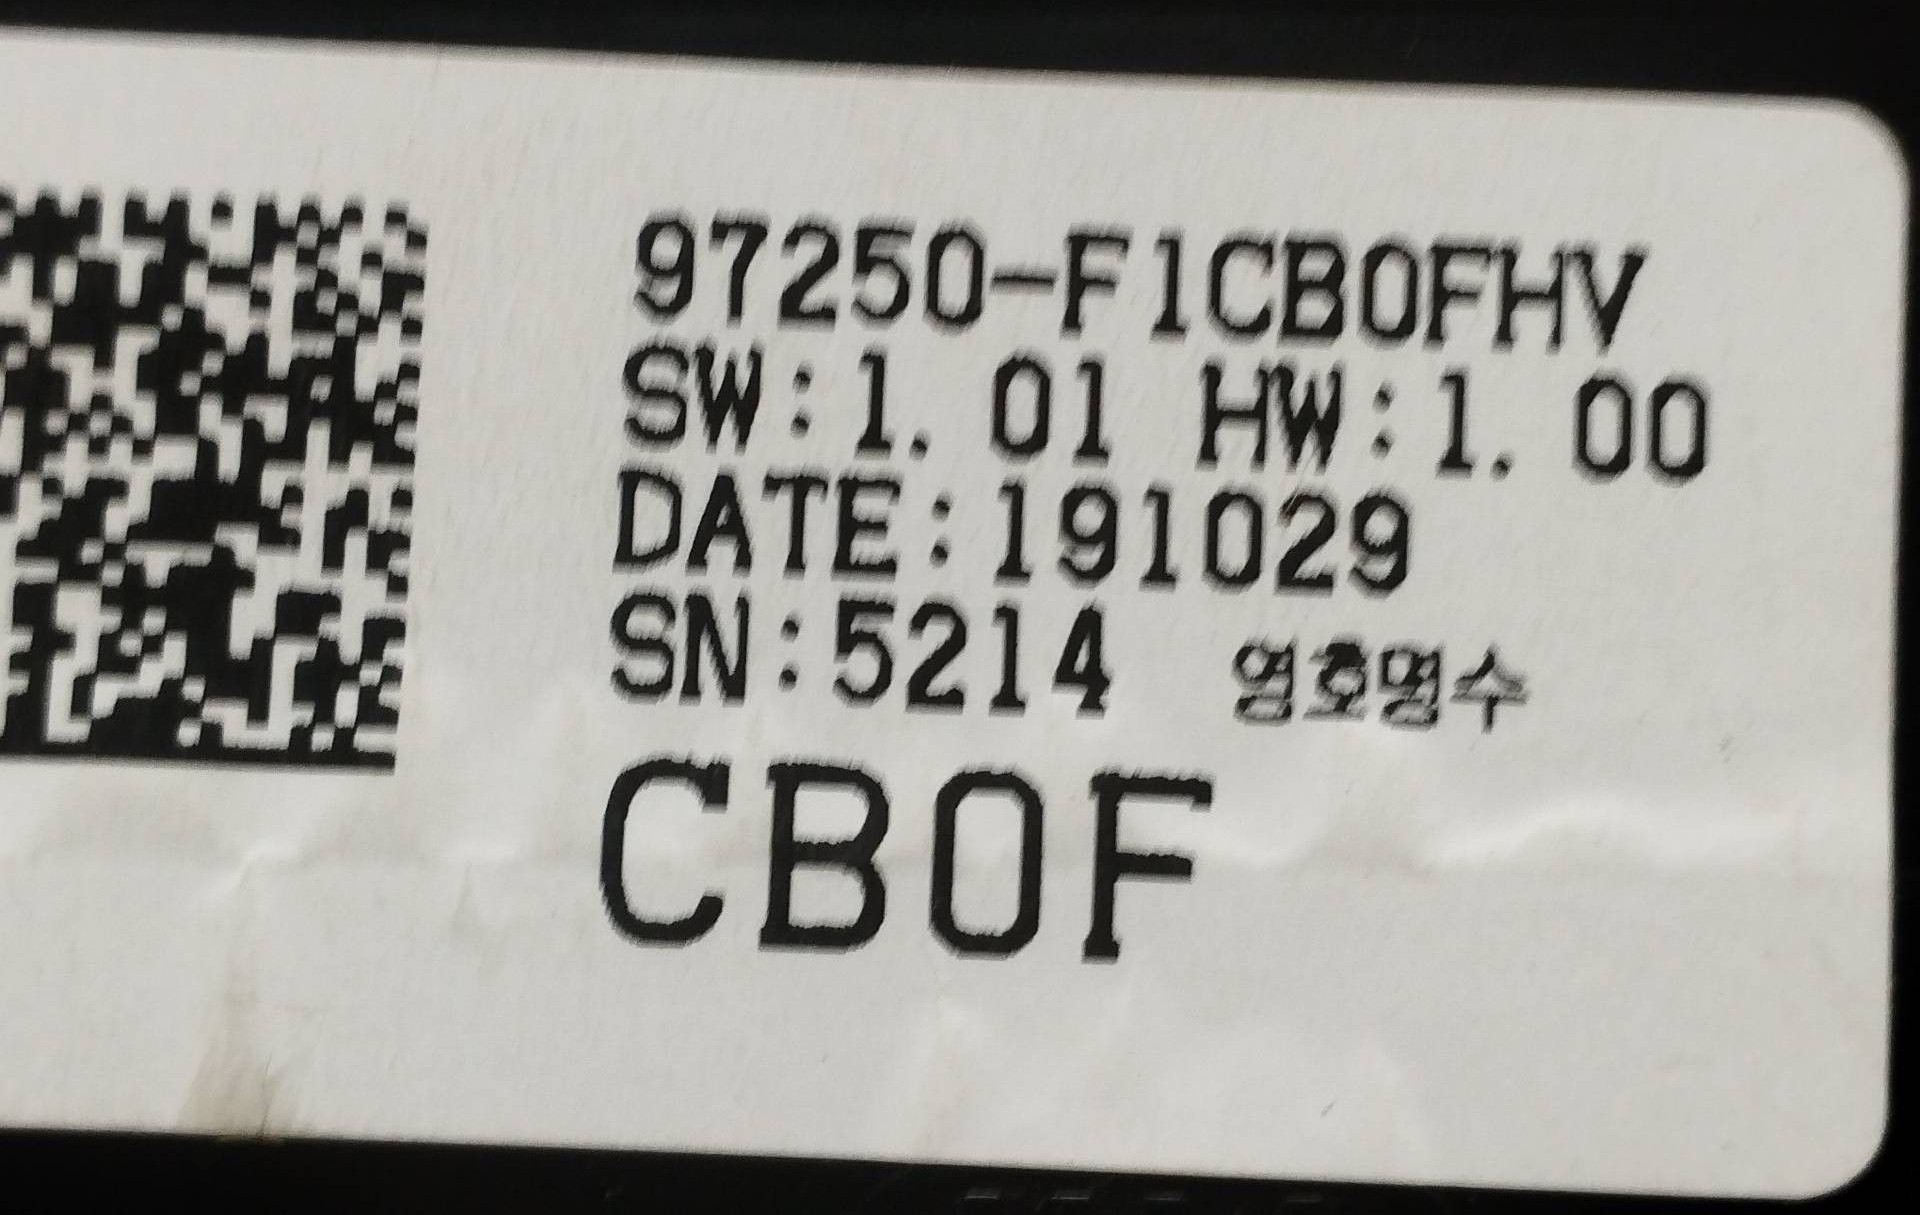 97250-F1CB0FHV
SW:1.01 HW:1.00
DATE:191029
SN:5214 영호명수
CB0F